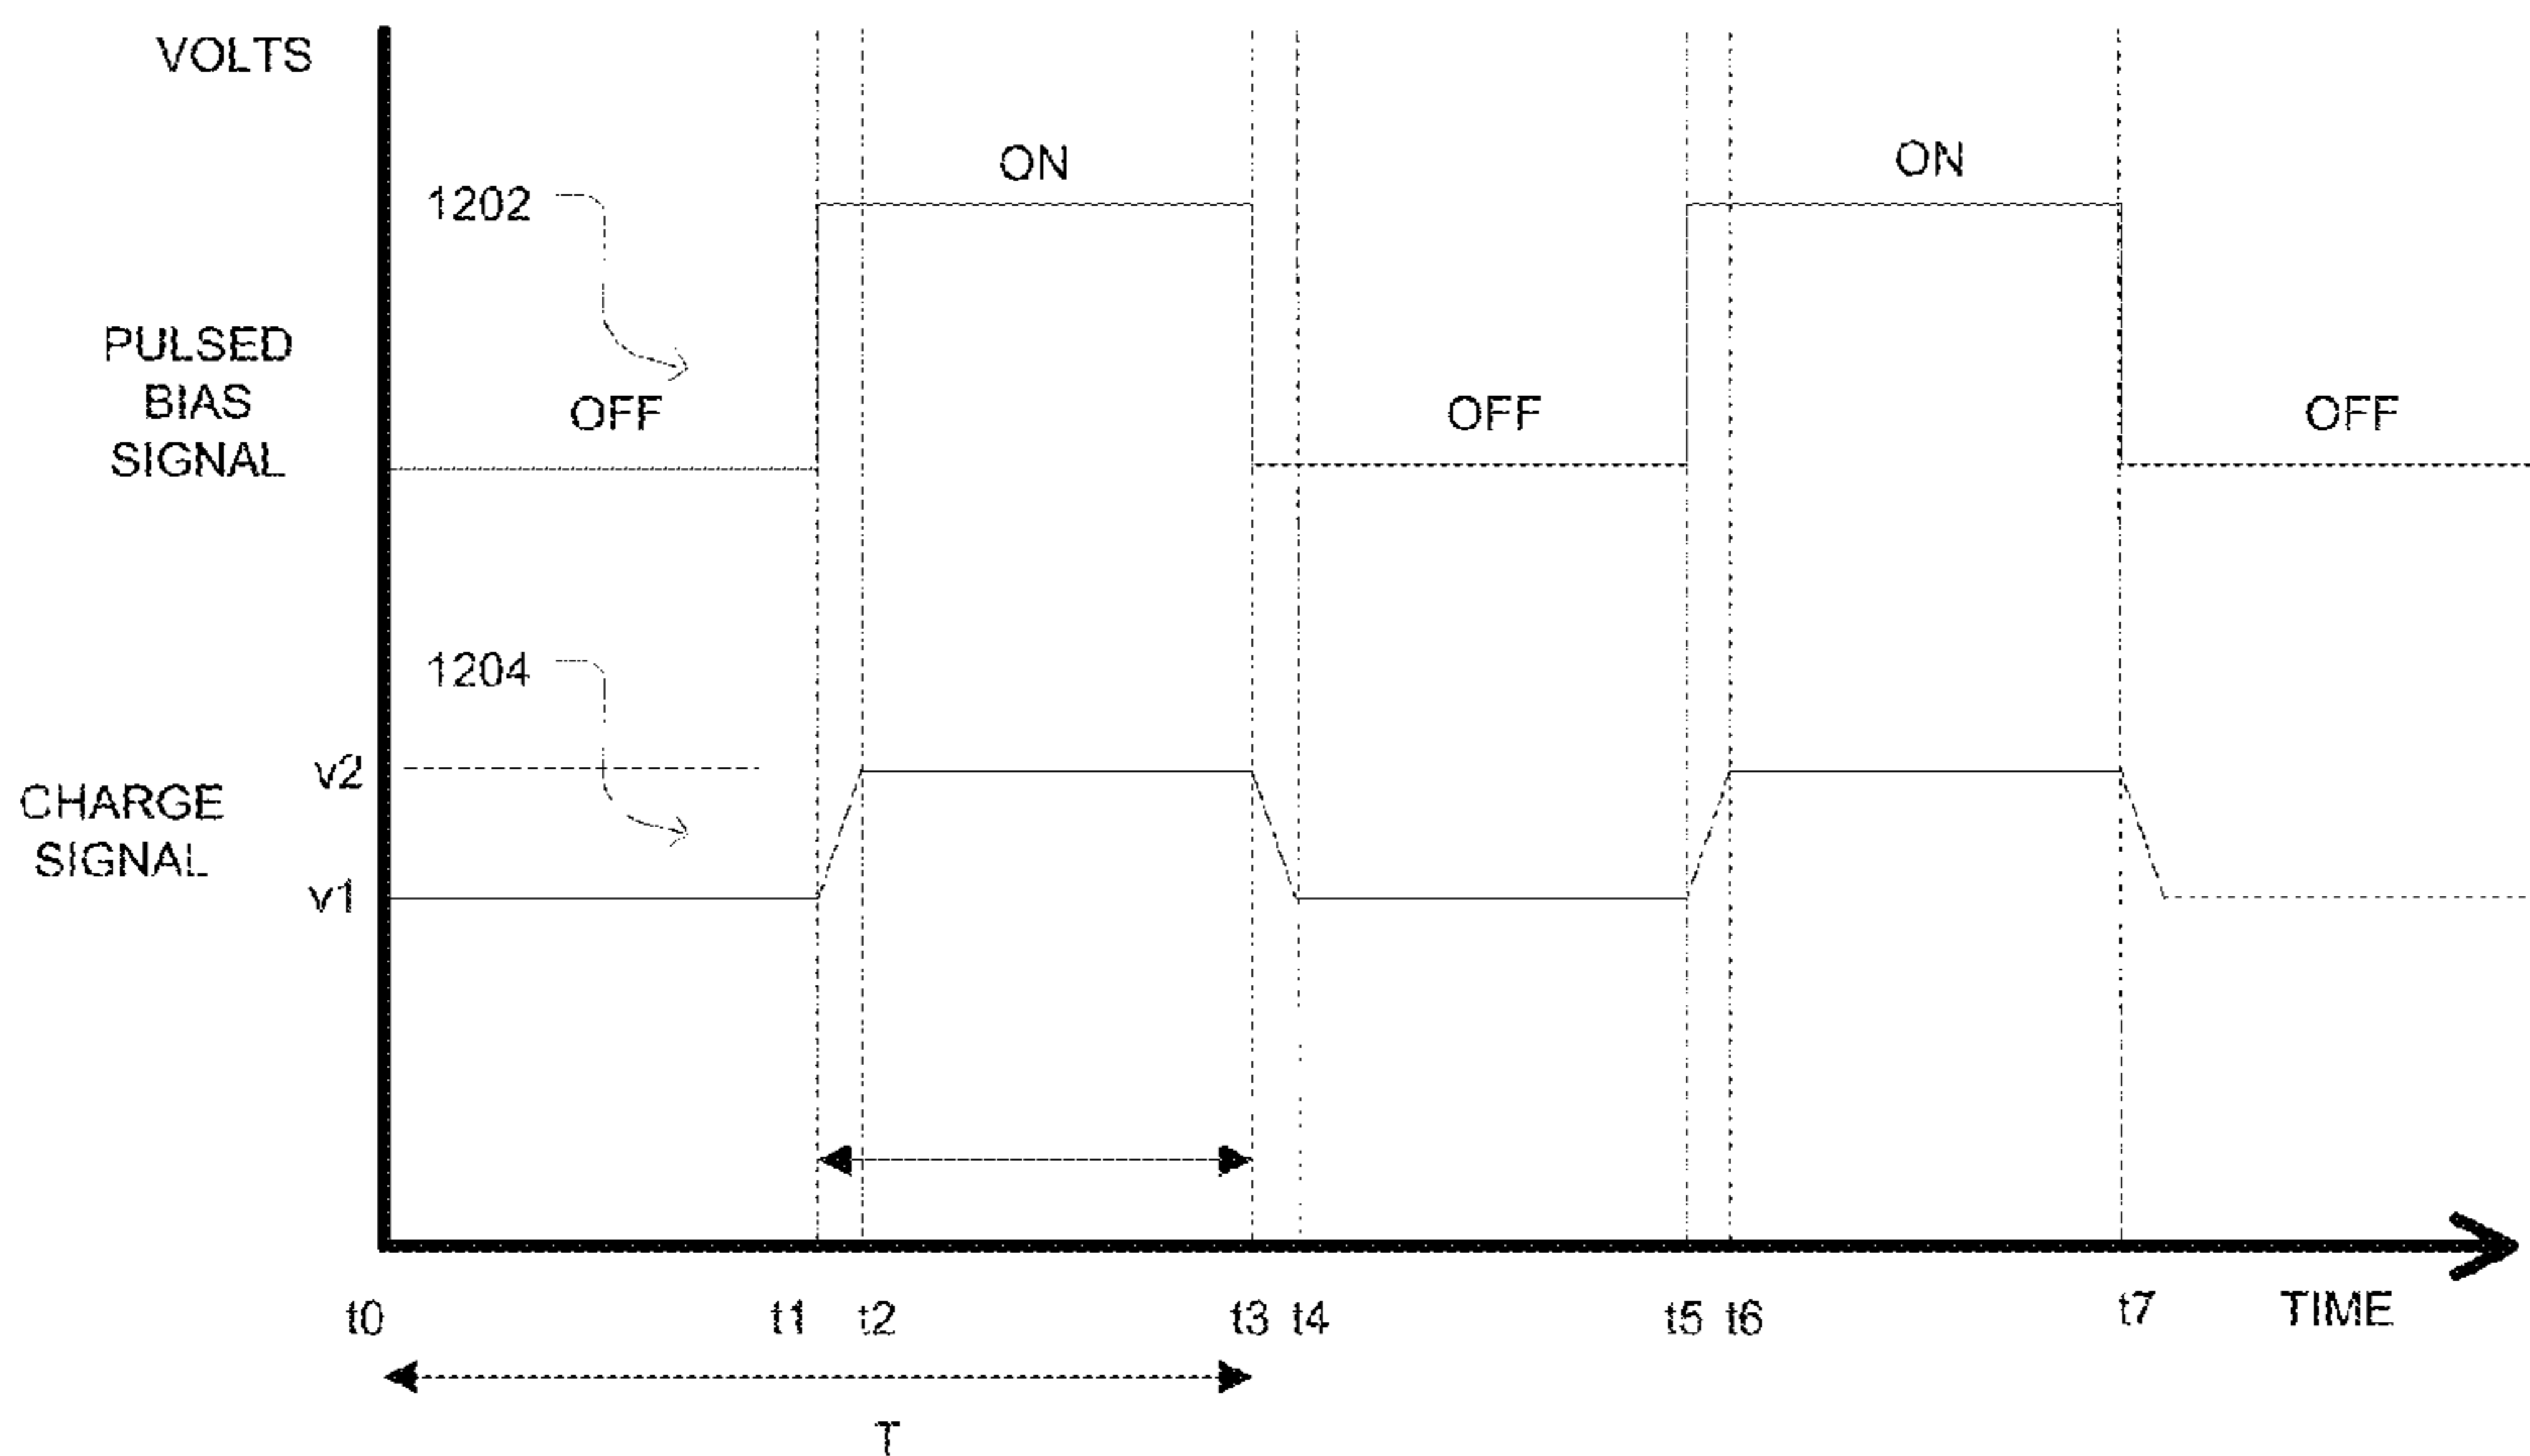 VOLTS
ON
ON
1202
PULSED
BIAS
SIGNAL
OFF
OFF
OFF
1204
v2
CHARGE
SIGNAL
v1
t0 t1 t2 t3 t4 t5 t6 t7 TIME
T